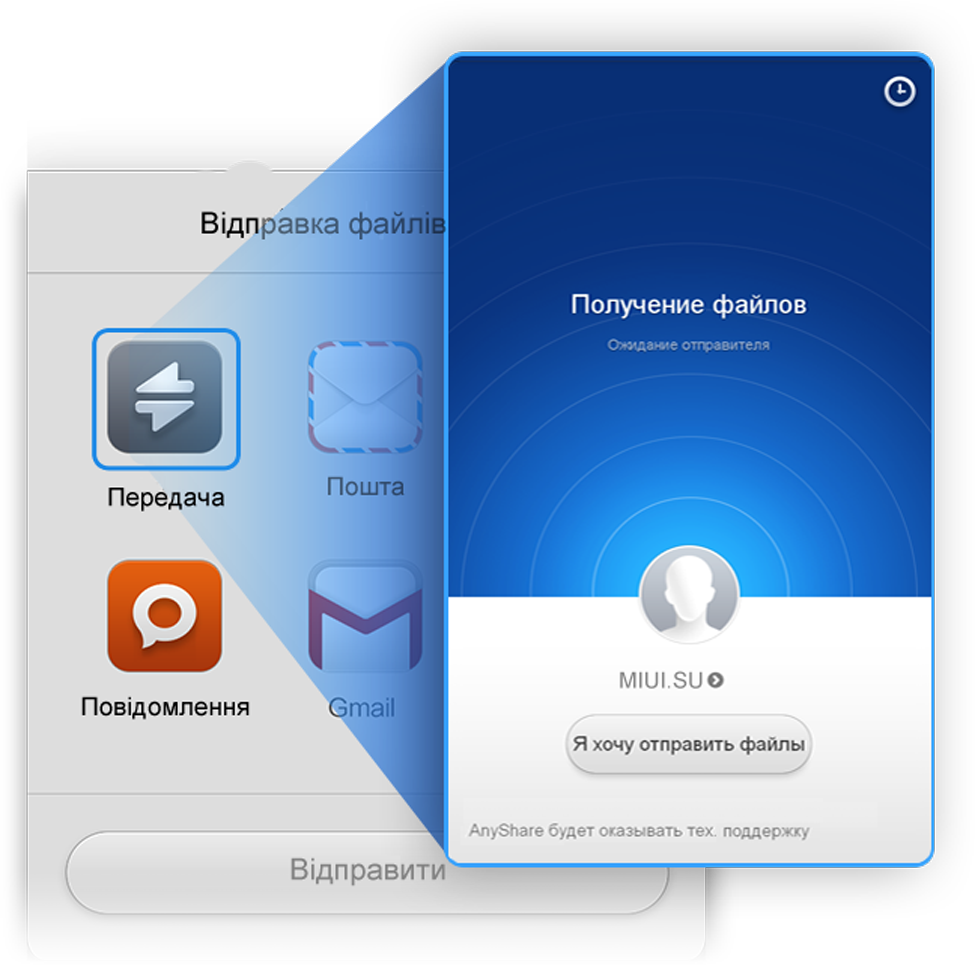 Відправка файлів
Передача
Пошта
Повідомлення
Gmail
Відправити
Получение файлов
Ожидание отправителя
MIUI.SU
Я хочу отправить файлы
AnyShare будет оказывать тех. поддержку